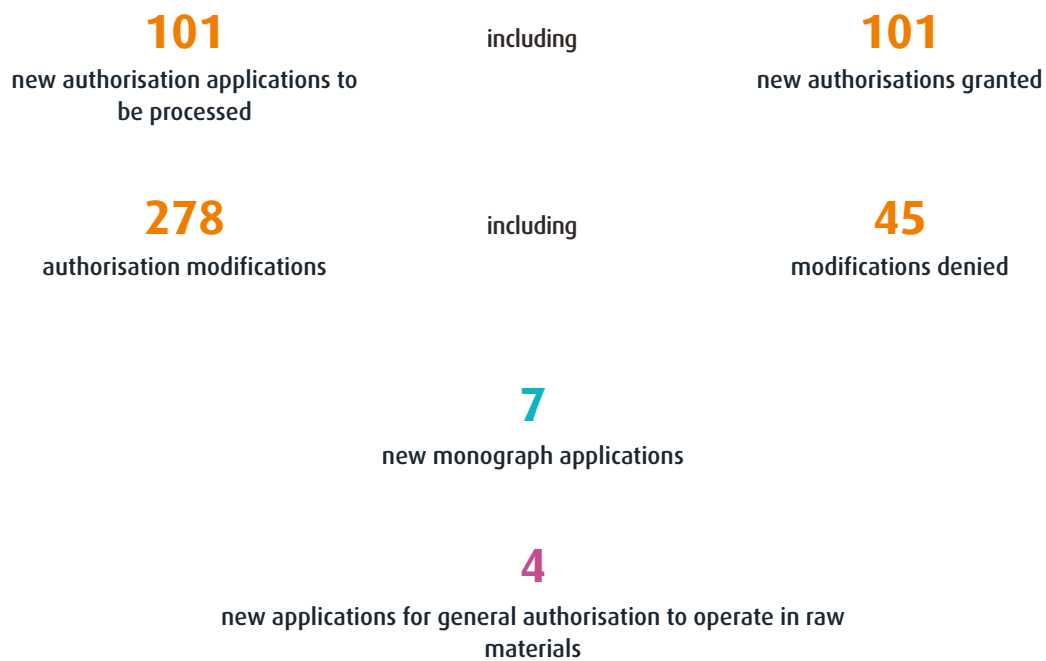 101
new authorisation applications to
be processed
including
101
new authorisations granted
278
authorisation modifications
including
45
modifications denied
7
new monograph applications
4
new applications for general authorisation to operate in raw
materials